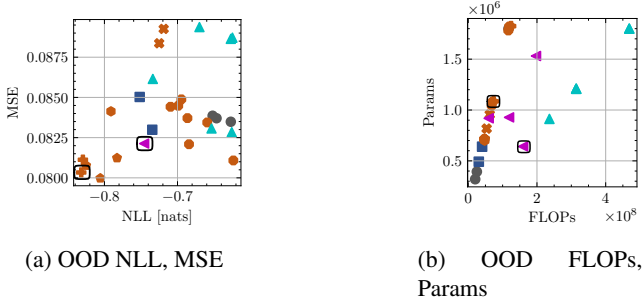 ×10⁶
0.0875
0.0850
0.0825
0.0800
MSE
−0.8
−0.7
NLL [nats]
1.5
1.0
0.5
Params
0
2
4
FLOPs
×10⁸
(a) OOD NLL, MSE
(b) OOD FLOPs,
Params